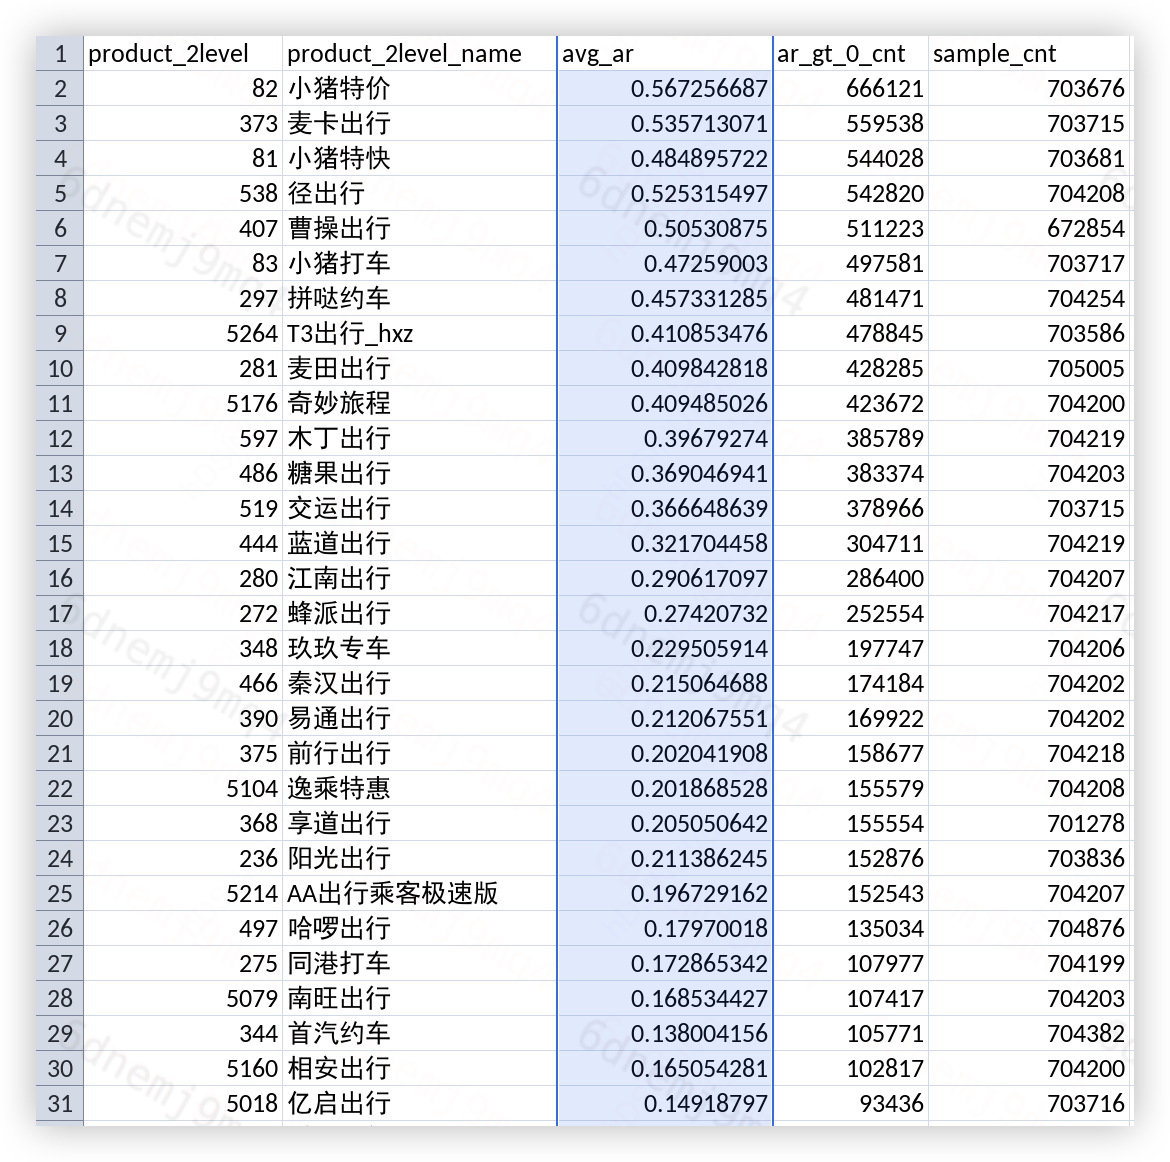 1 product_2level product_2level_name avg_ar ar_gt_0_cnt sample_cnt
2 82 小猪特价 0.567256687 666121 703676
3 373 麦卡出行 0.535713071 559538 703715
4 81 小猪特快 0.484895722 544028 703681
5 538 径出行 0.525315497 542820 704208
6 407 曹操出行 0.50530875 511223 672854
7 83 小猪打车 0.47259003 497581 703717
8 297 拼哒约车 0.457331285 481471 704254
9 5264 T3出行_hxz 0.410853476 478845 703586
10 281 麦田出行 0.409842818 428285 705005
11 5176 奇妙旅程 0.409485026 423672 704200
12 597 木丁出行 0.39679274 385789 704219
13 486 糖果出行 0.369046941 383374 704203
14 519 交运出行 0.366648639 378966 703715
15 444 蓝道出行 0.321704458 304711 704219
16 280 江南出行 0.290617097 286400 704207
17 272 蜂派出行 0.27420732 252554 704217
18 348 玖玖专车 0.229505914 197747 704206
19 466 秦汉出行 0.215064688 174184 704202
20 390 易通出行 0.212067551 169922 704202
21 375 前行出行 0.202041908 158677 704218
22 5104 逸乘特惠 0.201868528 155579 704208
23 368 享道出行 0.205050642 155554 701278
24 236 阳光出行 0.211386245 152876 703836
25 5214 AA出行乘客极速版 0.196729162 152543 704207
26 497 哈啰出行 0.17970018 135034 704876
27 275 同港打车 0.172865342 107977 704199
28 5079 南旺出行 0.168534427 107417 704203
29 344 首汽约车 0.138004156 105771 704382
30 5160 相安出行 0.165054281 102817 704200
31 5018 亿启出行 0.14918797 93436 703716
6dnemj9mq4
6dnemj9mq4
6dnemj9mq4
6dnemj9mq4